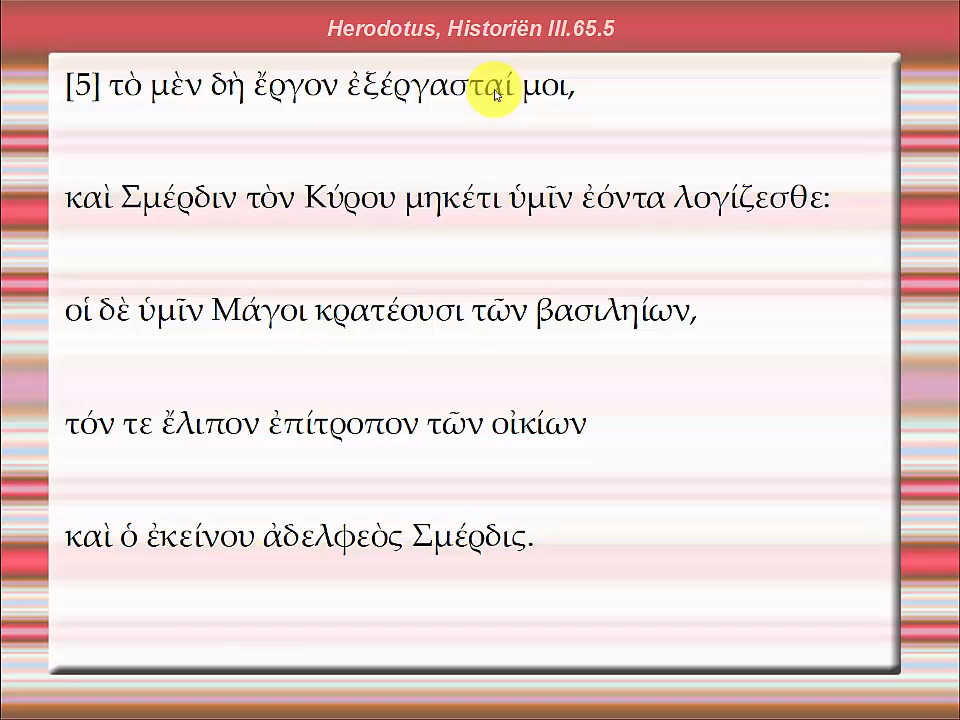 Herodotus, Historiën III.65.5
[5] τὸ μὲν δὴ ἔργον ἐξέργασταί μοι,
καὶ Σμέρδιν τὸν Κύρου μηκέτι ὑμῖν ἐόντα λογίζεσθε:
οἱ δὲ ὑμῖν Μάγοι κρατέουσι τῶν βασιληίων,
τόν τε ἔλιπον ἐπίτροπον τῶν οἰκίων
καὶ ὁ ἐκείνου ἀδελφεὸς Σμέρδις.